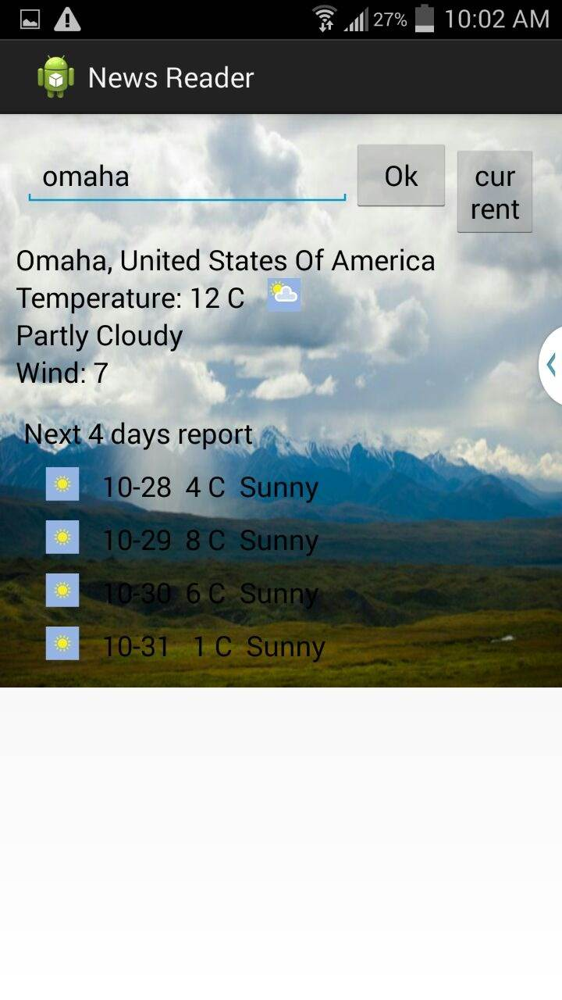 27% 10:02 AM
News Reader
omaha
Ok
cur
rent
Omaha, United States Of America
Temperature: 12 C
Partly Cloudy
Wind: 7
Next 4 days report
10-28 4 C Sunny
10-29 8 C Sunny
10-30 6 C Sunny
10-31 1 C Sunny